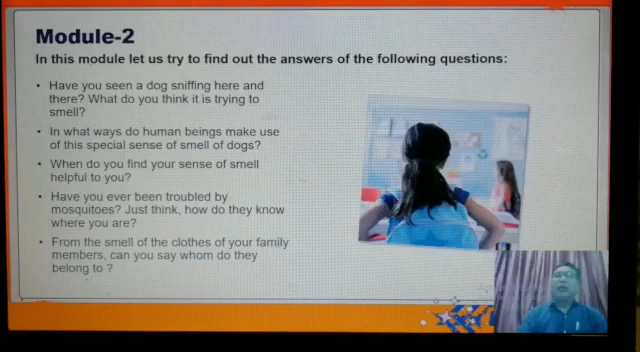 Module-2
In this module let us try to find out the answers of the following questions:
• Have you seen a dog sniffing here and
there? What do you think it is trying to
smell?
• In what ways do human beings make use
of this special sense of smell of dogs?
• When do you find your sense of smell
helpful to you?
• Have you ever been troubled by
mosquitoes? Just think, how do they know
where you are?
• From the smell of the clothes of your family
members, can you say whom do they
belong to ?